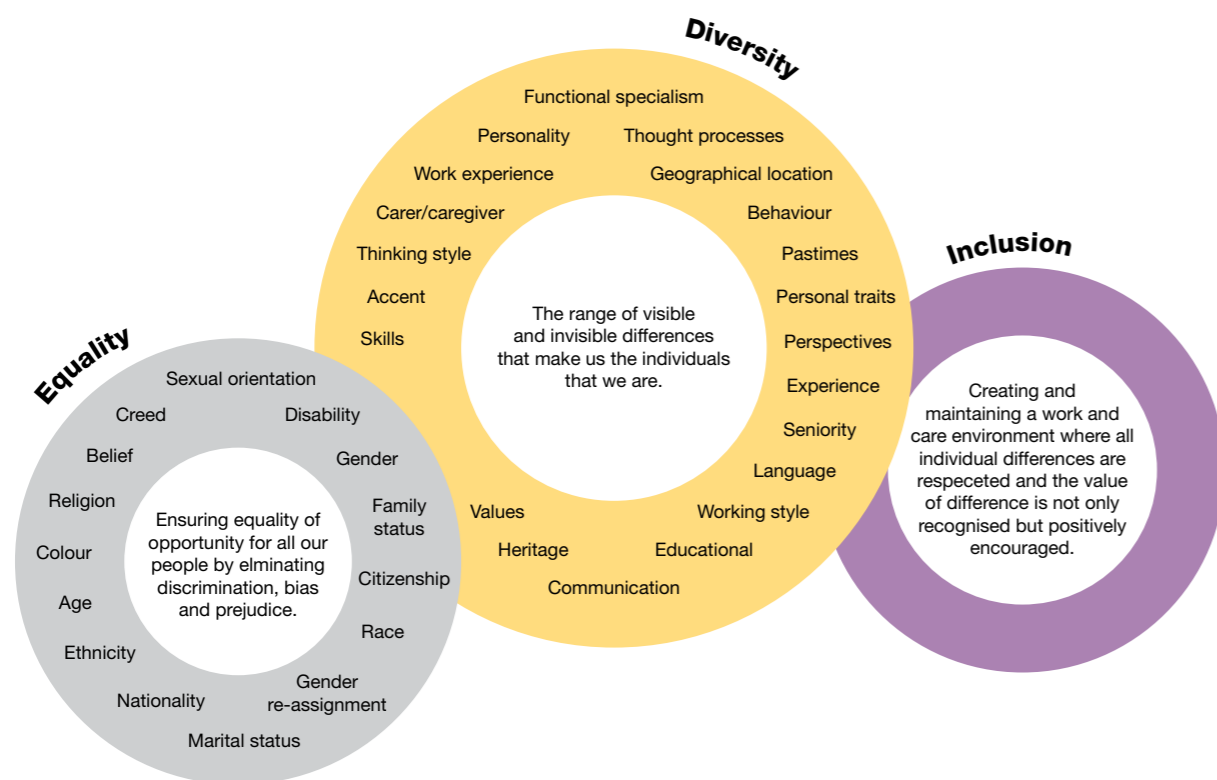 Diversity
Functional specialism
Personality
Thought processes
Work experience
Geographical location
Carer/caregiver
Behaviour
Thinking style
Pastimes
Accent
Personal traits
Skills
Perspectives
Experience
Seniority
Language
Values
Working style
Heritage
Educational
Communication
The range of visible
and invisible differences
that make us the individuals
that we are.
Equality
Sexual orientation
Creed
Disability
Belief
Gender
Religion
Family
status
Colour
Citizenship
Age
Race
Ethnicity
Gender
re-assignment
Nationality
Marital status
Ensuring equality of
opportunity for all our
people by elminating
discrimination, bias
and prejudice.
Inclusion
Creating and
maintaining a work and
care environment where all
individual differences are
respeceted and the value
of difference is not only
recognised but positively
encouraged.